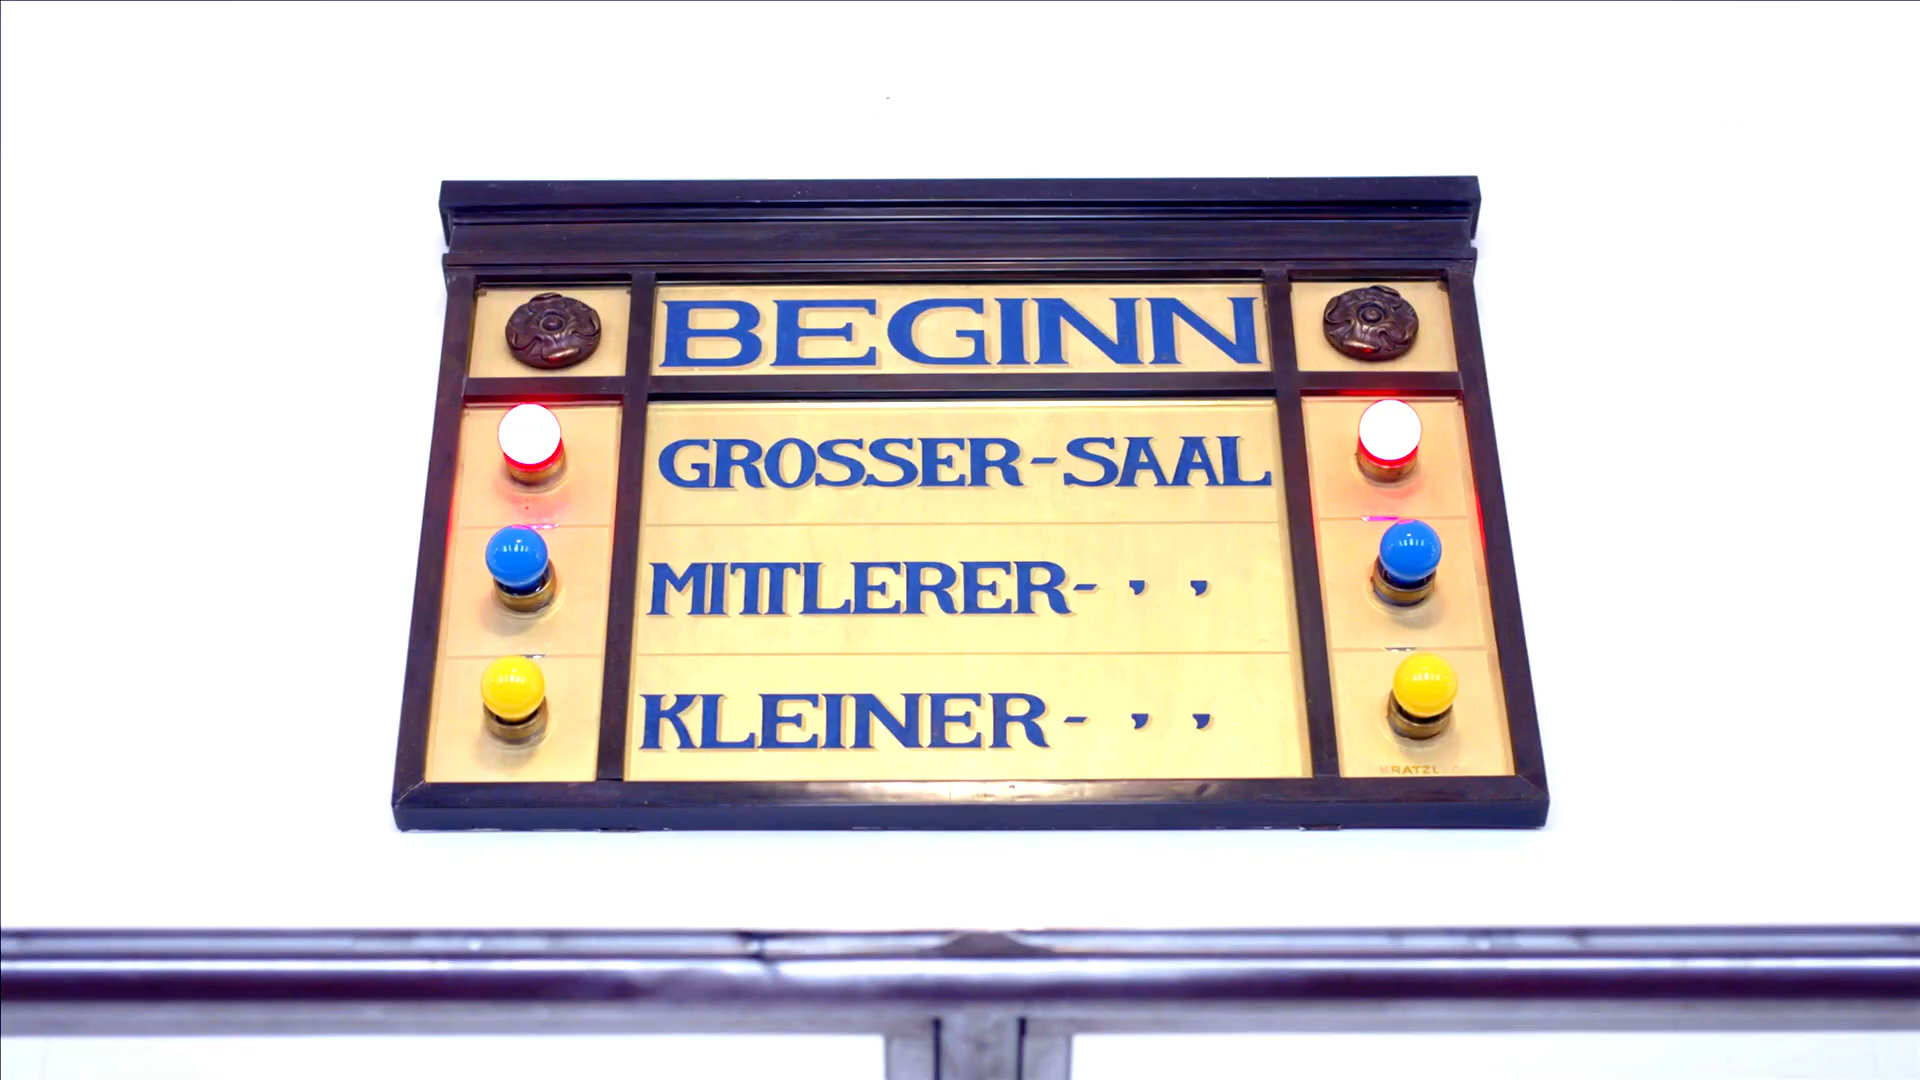 BEGINN
GROSSER-SAAL
MITTLERER- , ,
KLEINER- , ,